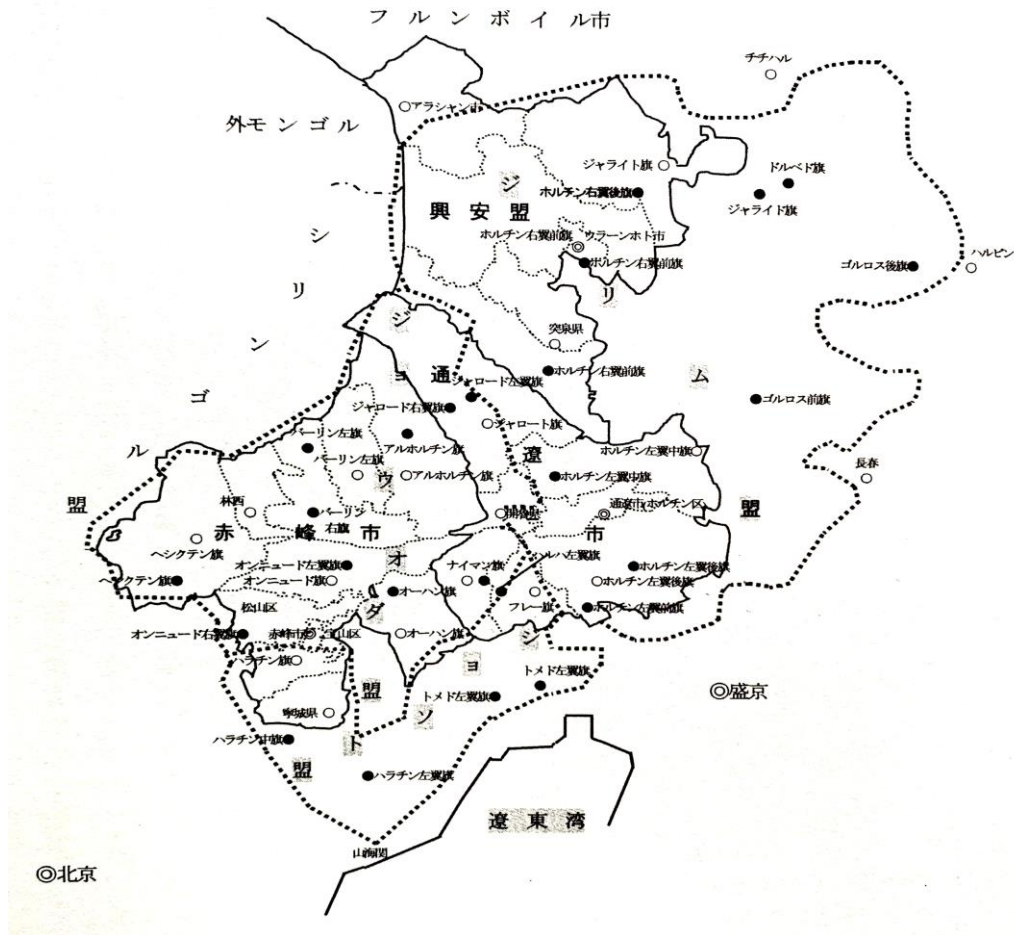 フルンボイル市
チチハル
アラシャン市
外モンゴル
ジャライト旗
ドルベド旗
ホルチン右翼後旗
ジャライド旗
興安盟
ホルチン右翼前旗
ウラーンホト市
ホルチン右翼前旗
ゴルロス後旗
ハルビン
シリンゴル盟
ジリム盟
突泉県
ホルチン右翼前旗
ジョーウオダ盟
通遼市
ジャロード左翼旗
ジャロード右翼旗
ゴルロス前旗
ジャロート旗
バーリン左旗
アルホルチン旗
ホルチン左翼中旗
バーリン左旗
アルホルチン旗
ホルチン左翼中旗
長春
林西
バーリン
右旗
開魯県
通遼市ホルチン区
赤峰市
ヘシクテン旗
ハルハ左翼旗
オンニュード左翼旗
ナイマン旗
ホルチン左翼後旗
ヘシクテン旗
オンニュード旗
ホルチン左翼後旗
オーハン旗
フレー旗
松山区
ホルチン左翼前旗
オンニュード右翼旗
赤峰市
オーハン旗
ハラチン旗
ジョソト盟
トメド左翼旗
トメド左翼旗
盛京
寧城県
ハラチン中旗
ハラチン左翼旗
遼東湾
山海関
北京